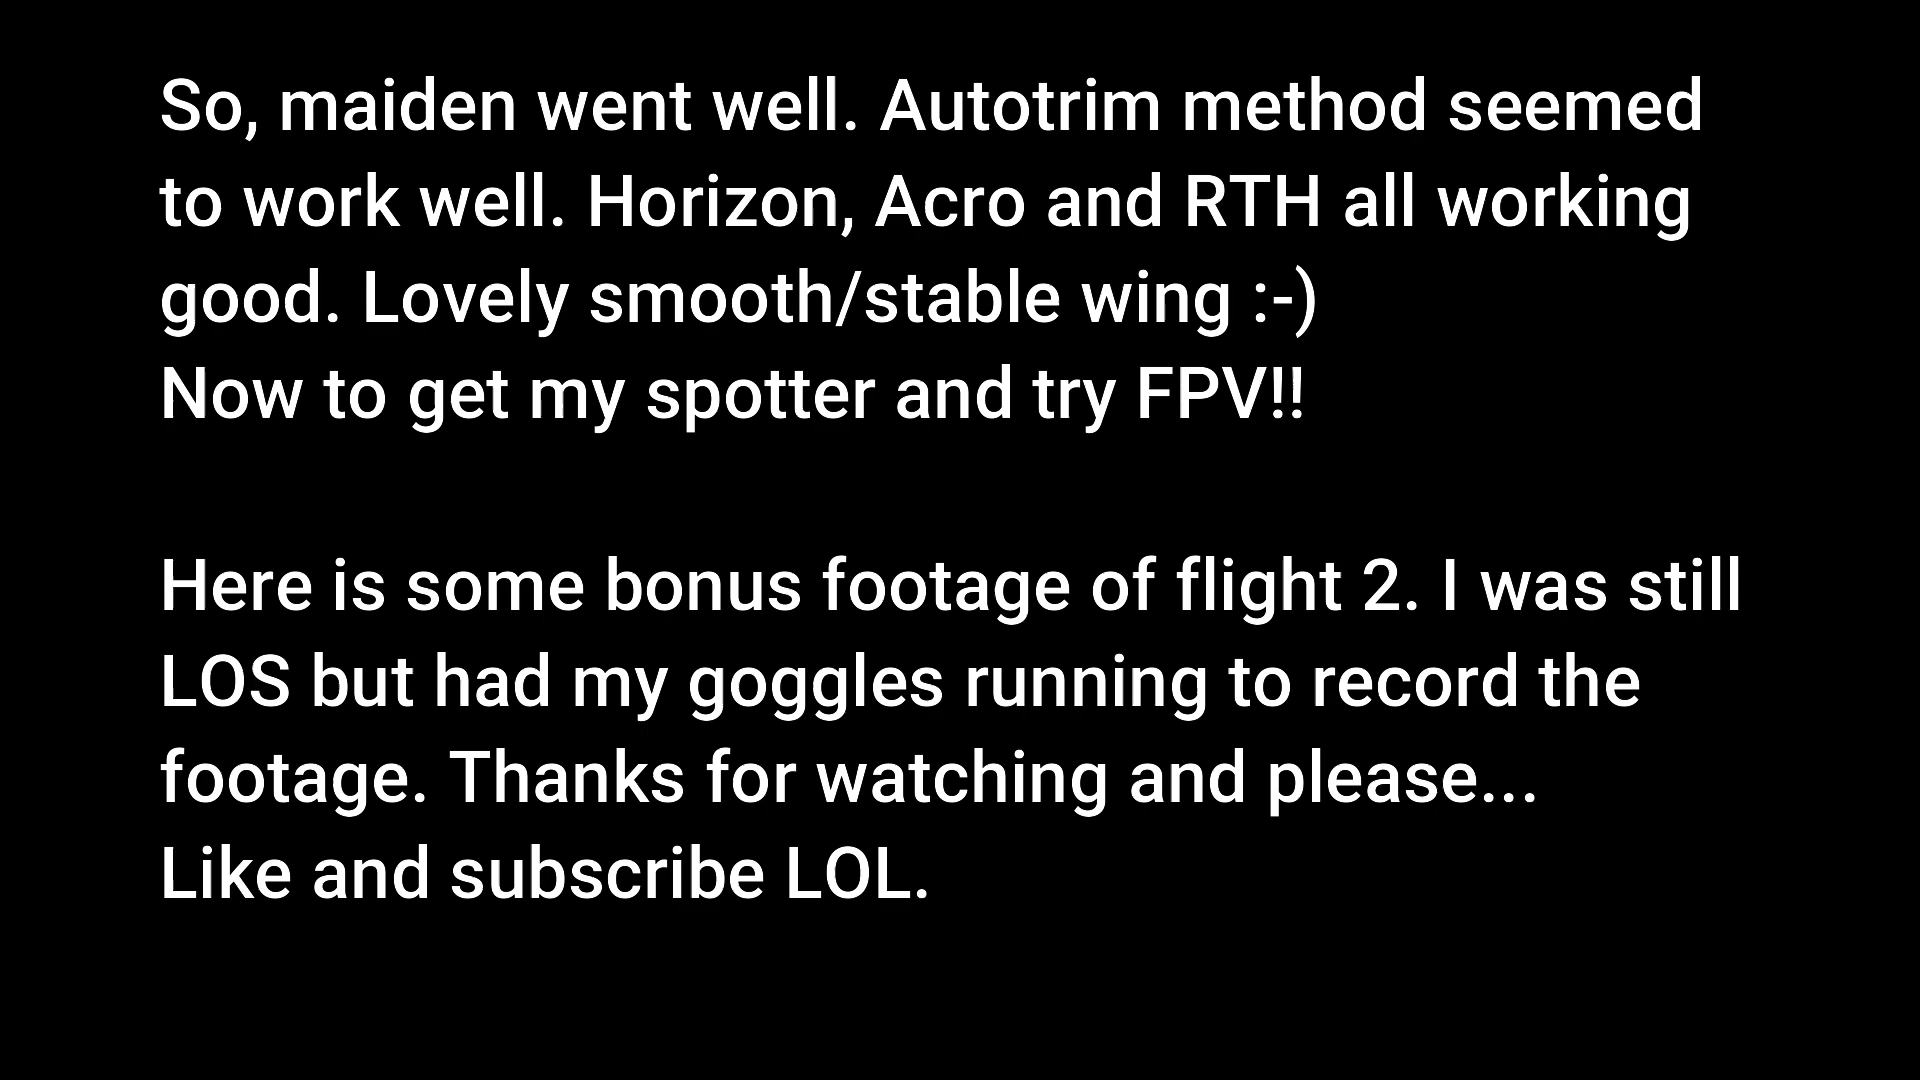 So, maiden went well. Autotrim method seemed
to work well. Horizon, Acro and RTH all working
good. Lovely smooth/stable wing :-)
Now to get my spotter and try FPV!!
Here is some bonus footage of flight 2. I was still
LOS but had my goggles running to record the
footage. Thanks for watching and please...
Like and subscribe LOL.